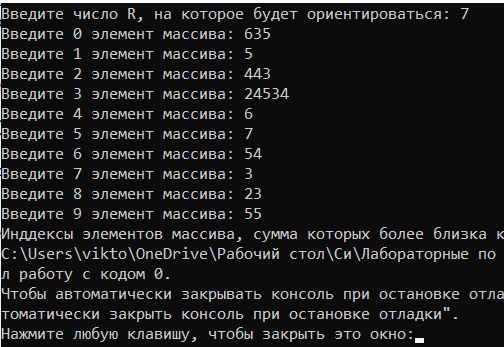 Введите число R, на которое будет ориентироваться: 7
Введите 0 элемент массива: 635
Введите 1 элемент массива: 5
Введите 2 элемент массива: 443
Введите 3 элемент массива: 24534
Введите 4 элемент массива: 6
Введите 5 элемент массива: 7
Введите 6 элемент массива: 54
Введите 7 элемент массива: 3
Введите 8 элемент массива: 23
Введите 9 элемент массива: 55
Инддексы элементов массива, сумма которых более близка к
C:\Users\vikto\OneDrive\Рабочий стол\Си\Лабораторные по
л работу с кодом 0.
Чтобы автоматически закрывать консоль при остановке отла
томатически закрыть консоль при остановке отладки".
Нажмите любую клавишу, чтобы закрыть это окно: